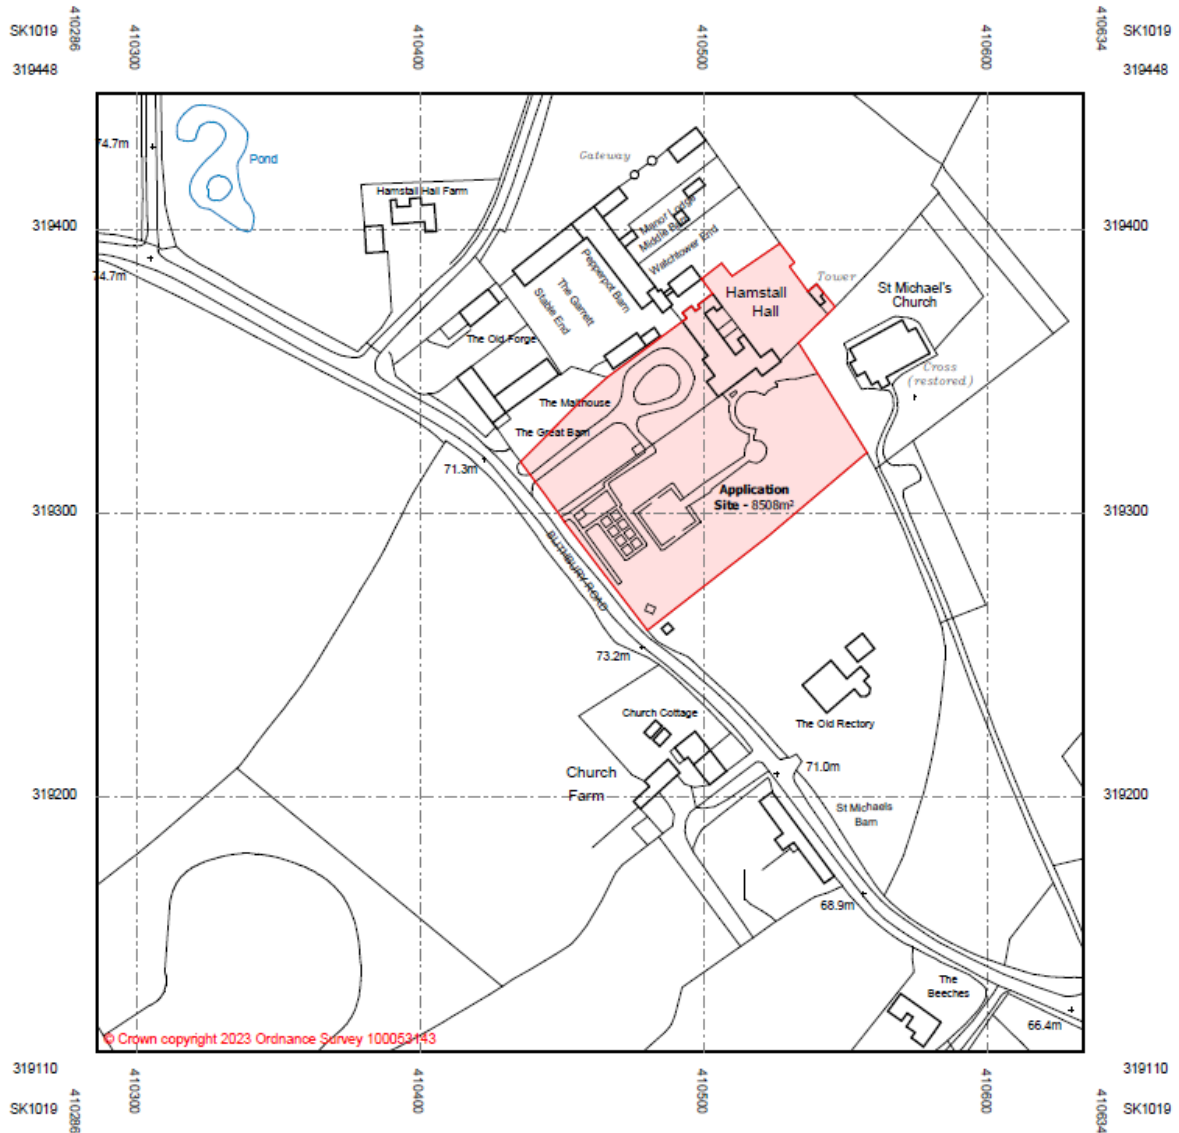 SK1019
410286
410300
410400
410500
410600
410634
SK1019
319448
319448
74.7m
Pond
Gateway
Hamstall Hall Farm
Manor Lodge
Middle Barn
Watchtower End
319400
319400
74.7m
Pepperpot Barn
The Garrett
Stable End
Hamstall
Hall
Tower
St Michael's
Church
The Old Forge
Cross
(restored)
The Malthouse
The Great Barn
71.3m
Application
Site - 8508m²
319300
319300
ROAD
73.2m
Church Cottage
The Old Rectory
Church
Farm
71.0m
319200
319200
St Michaels
Barn
68.9m
The
Beeches
66.4m
© Crown copyright 2023 Ordnance Survey 100053143
319110
319110
SK1019
410286
410300
410400
410500
410600
410634
SK1019